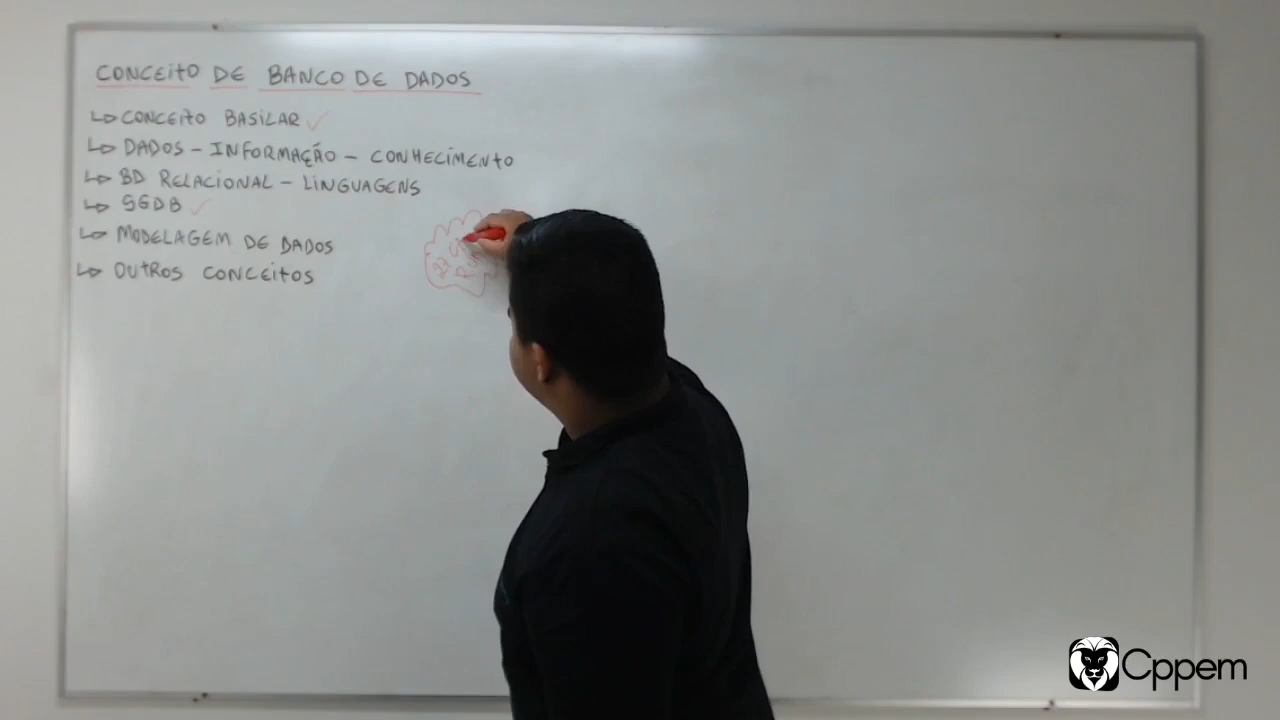 CONCEITO DE BANCO DE DADOS
CONCEITO BASILAR
DADOS - INFORMAÇÃO - CONHECIMENTO
BD RELACIONAL - LINGUAGENS
SGDB
MODELAGEM DE DADOS
OUTROS CONCEITOS
Cppem